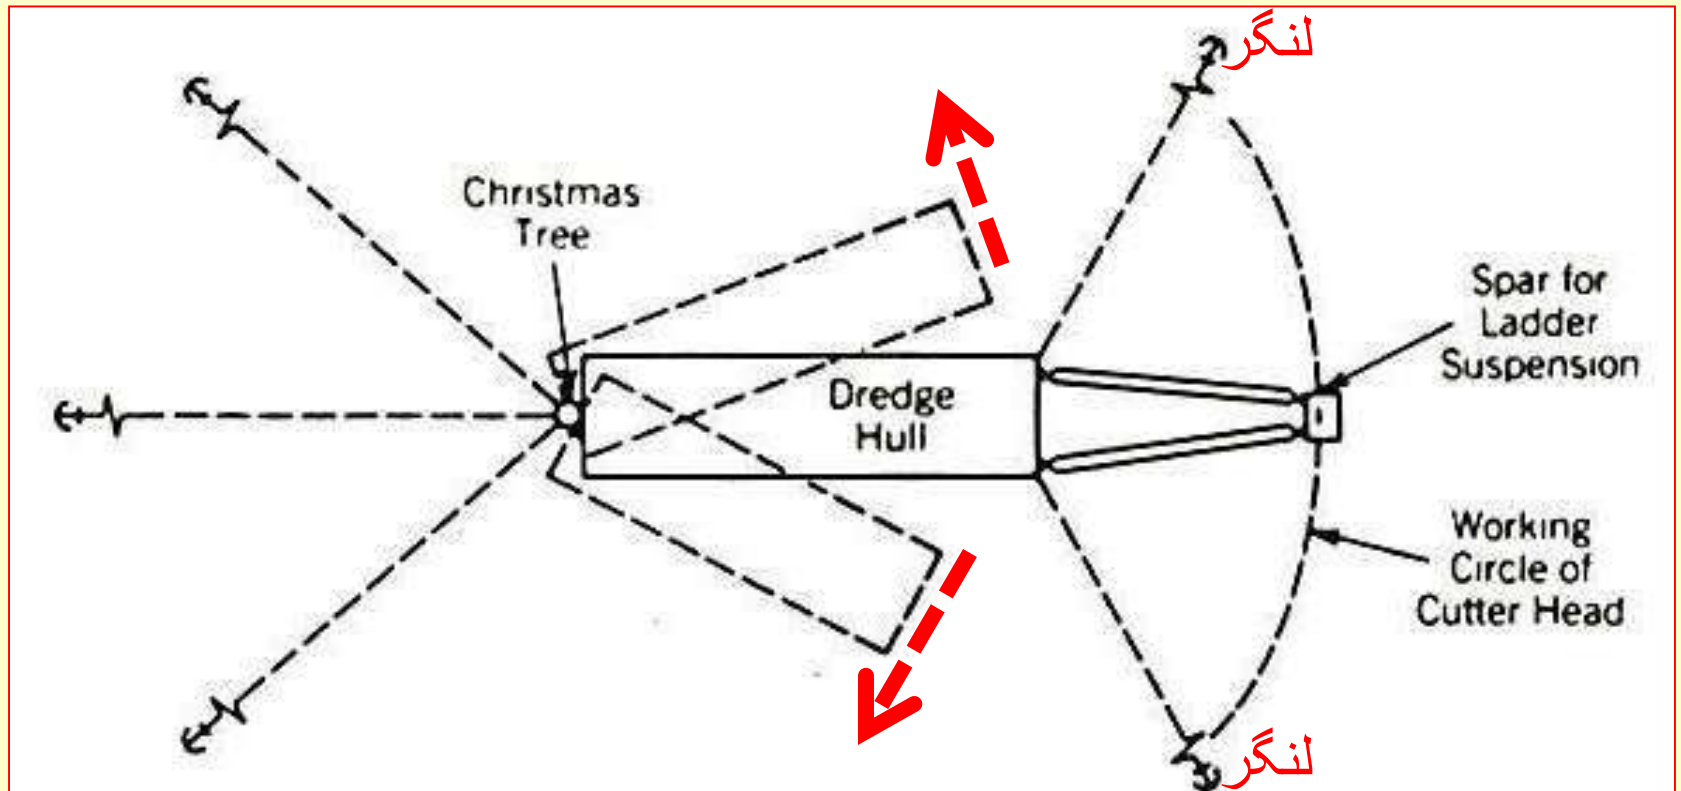 لنگر
Christmas
Tree
Spar for
Ladder
Suspension
Dredge
Hull
Working
Circle of
Cutter Head
لنگر